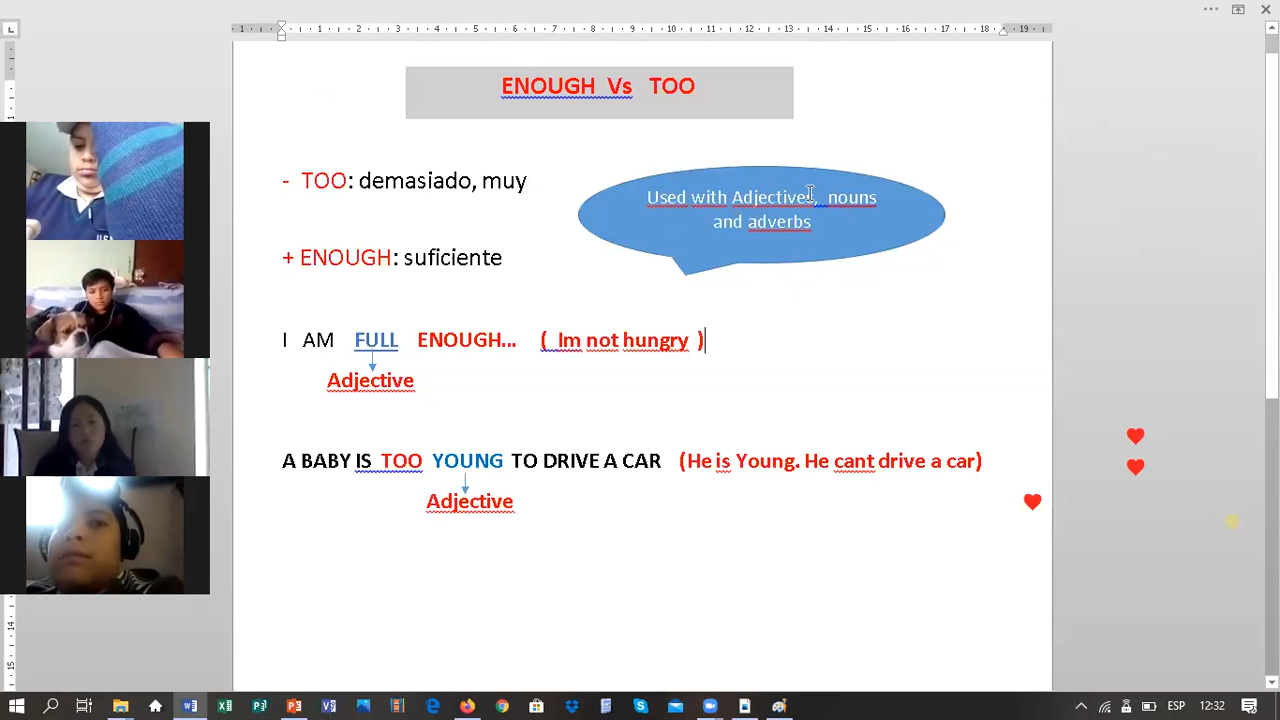 ENOUGH Vs TOO
- TOO: demasiado, muy
Used with Adjectives, nouns
and adverbs
+ ENOUGH: suficiente
I AM FULL ENOUGH... ( Im not hungry )
Adjective
A BABY IS TOO YOUNG TO DRIVE A CAR (He is Young. He cant drive a car)
Adjective
ESP 12:32